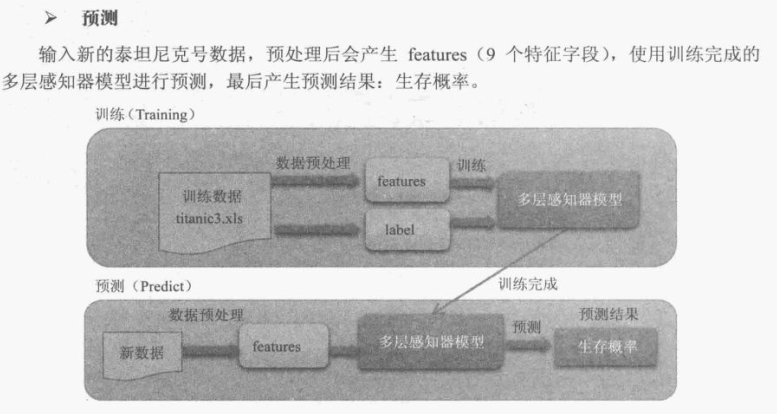 ➢ 预测
输入新的泰坦尼克号数据，预处理后会产生 features（9 个特征字段），使用训练完成的
多层感知器模型进行预测，最后产生预测结果：生存概率。
训练（Training）
数据预处理
训练
训练数据
titanic3.xls
features
label
多层感知器模型
训练完成
预测（Predict）
数据预处理
新数据
features
多层感知器模型
预测
预测结果
生存概率